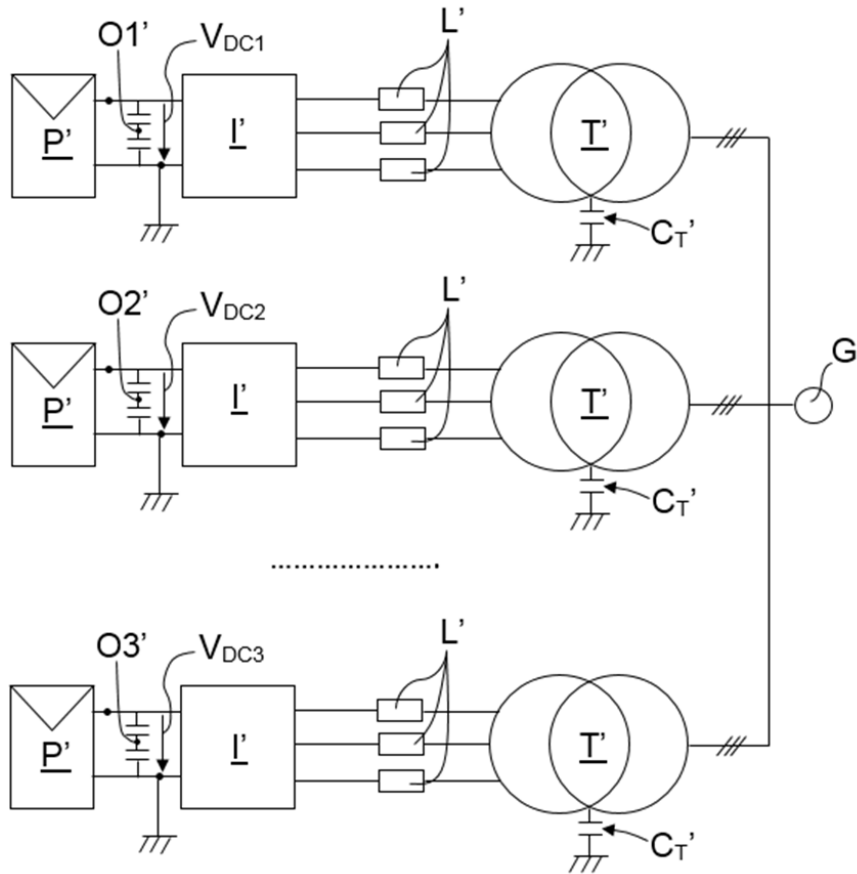 O1' V_DC1 L'
P' I' T'
C_T'
O2' V_DC2 L'
G
P' I' T'
C_T'
O3' V_DC3 L'
P' I' T'
C_T'